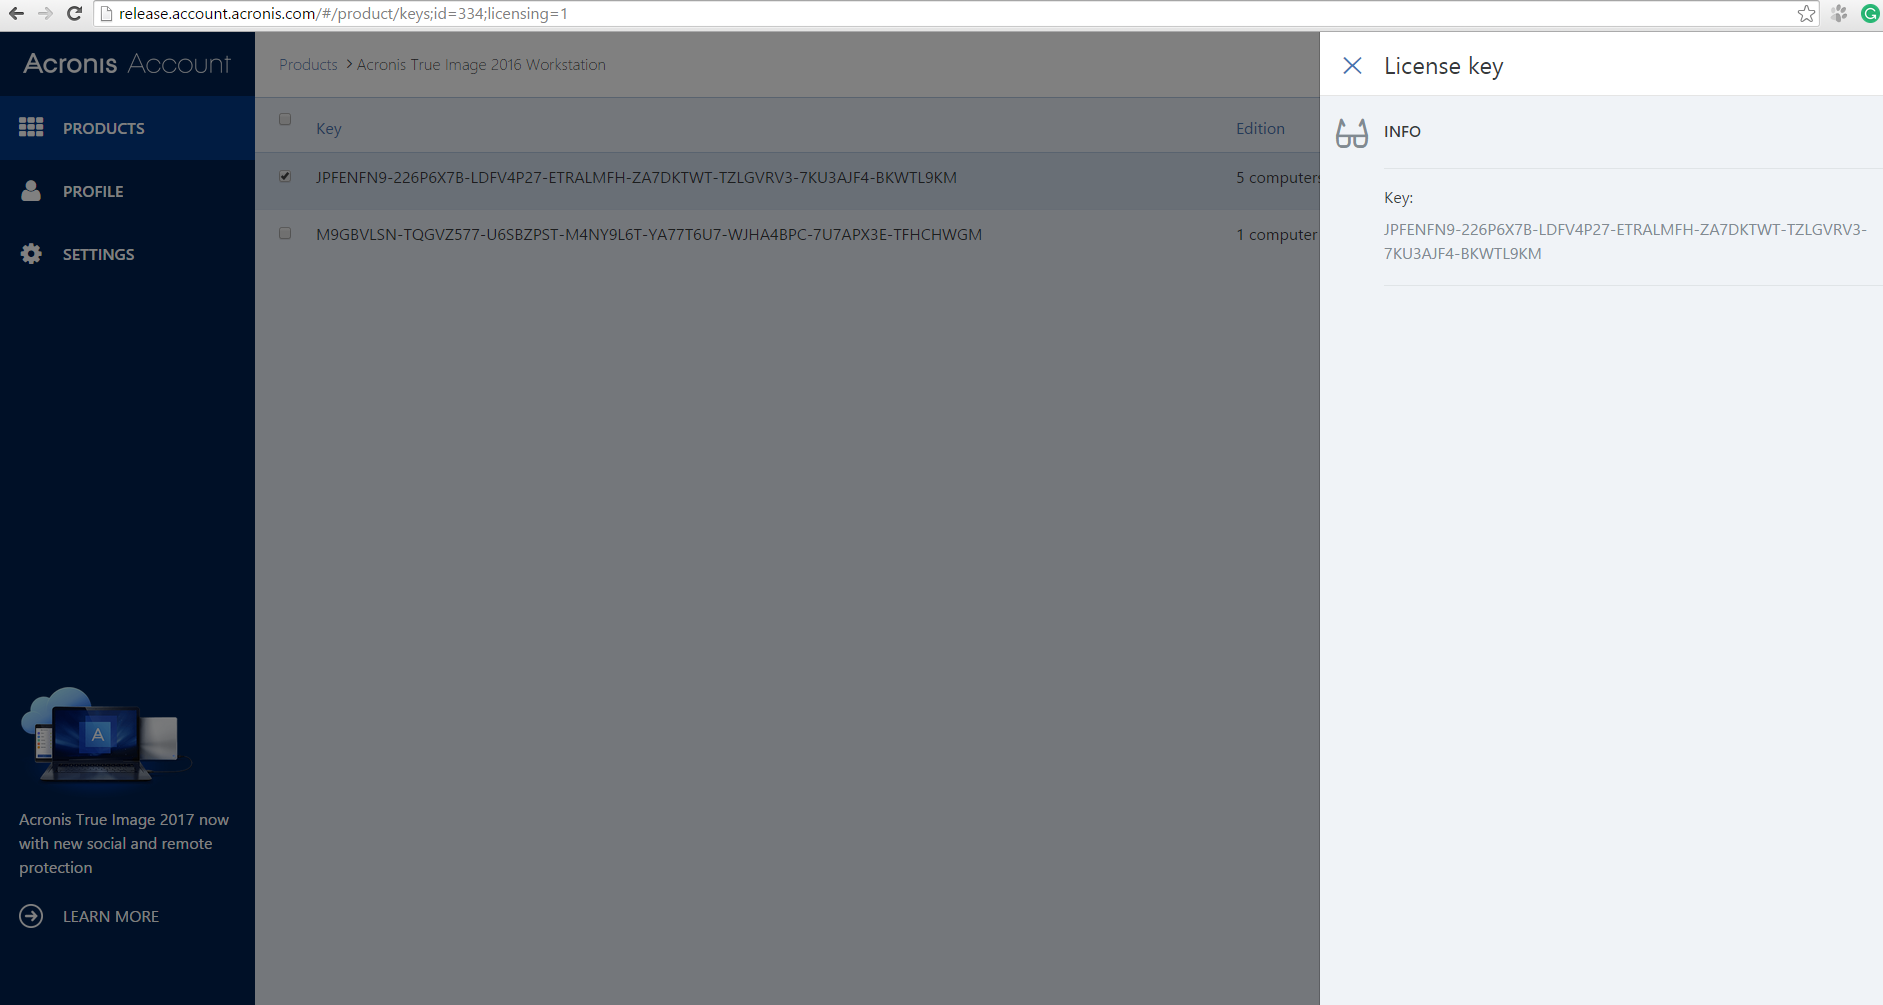 release.account.acronis.com/#/product/keys;id=334;licensing=1
Acronis Account
PRODUCTS
PROFILE
SETTINGS
Acronis True Image 2017 now
with new social and remote
protection
LEARN MORE
Products > Acronis True Image 2016 Workstation
Key Edition
JPFENFN9-226P6X7B-LDFV4P27-ETRALMFH-ZA7DKTWT-TZLGVRV3-7KU3AJF4-BKWTL9KM 5 computers
M9GBVLSN-TQGVZ577-U6SBZPST-M4NY9L6T-YA77T6U7-WJHA4BPC-7U7APX3E-TFHCHWGM 1 computer
License key
INFO
Key:
JPFENFN9-226P6X7B-LDFV4P27-ETRALMFH-ZA7DKTWT-TZLGVRV3-
7KU3AJF4-BKWTL9KM